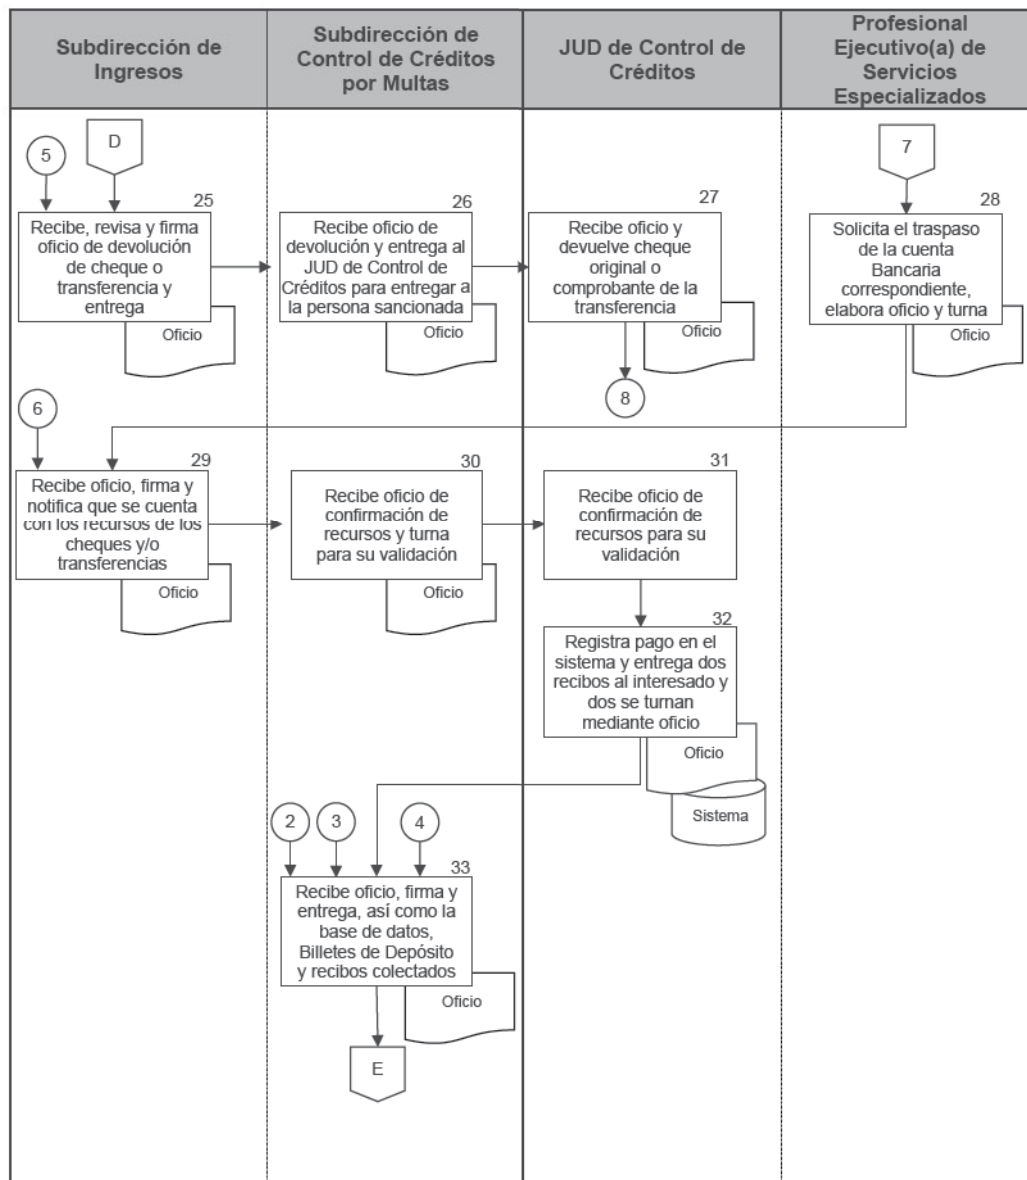 Subdirección de
Ingresos
Subdirección de
Control de Créditos
por Multas
JUD de Control de
Créditos
Profesional
Ejecutivo(a) de
Servicios
Especializados
5
D
7
25
Recibe, revisa y firma
oficio de devolución
de cheque o
transferencia y
entrega
Oficio
26
Recibe oficio de
devolución y entrega al
JUD de Control de
Créditos para entregar a
la persona sancionada
Oficio
27
Recibe oficio y
devuelve cheque
original o
comprobante de la
transferencia
Oficio
8
28
Solicita el traspaso
de la cuenta
Bancaria
correspondiente,
elabora oficio y turna
Oficio
6
29
Recibe oficio, firma y
notifica que se cuenta
con los recursos de los
cheques y/o
transferencias
Oficio
30
Recibe oficio de
confirmación de
recursos y turna
para su validación
Oficio
31
Recibe oficio de
confirmación de
recursos para su
validación
32
Registra pago en el
sistema y entrega dos
recibos al interesado y
dos se turnan
mediante oficio
Oficio
Sistema
2
3
4
33
Recibe oficio, firma y
entrega, así como la
base de datos,
Billetes de Depósito
y recibos colectados
Oficio
E